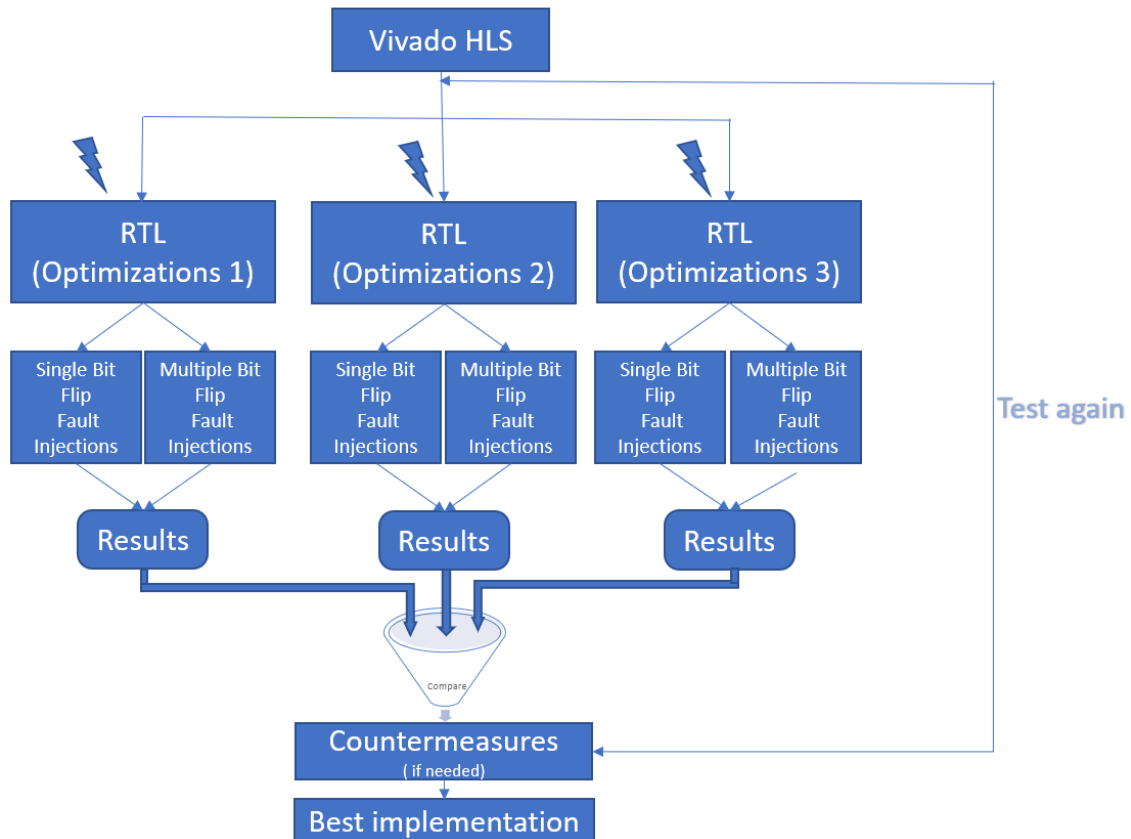 Vivado HLS
RTL
(Optimizations 1)
RTL
(Optimizations 2)
RTL
(Optimizations 3)
Single Bit
Flip
Fault
Injections
Multiple Bit
Flip
Fault
Injections
Single Bit
Flip
Fault
Injections
Multiple Bit
Flip
Fault
Injections
Single Bit
Flip
Fault
Injections
Multiple Bit
Flip
Fault
Injections
Test again
Results
Results
Results
Compare
Countermeasures
( if needed)
Best implementation